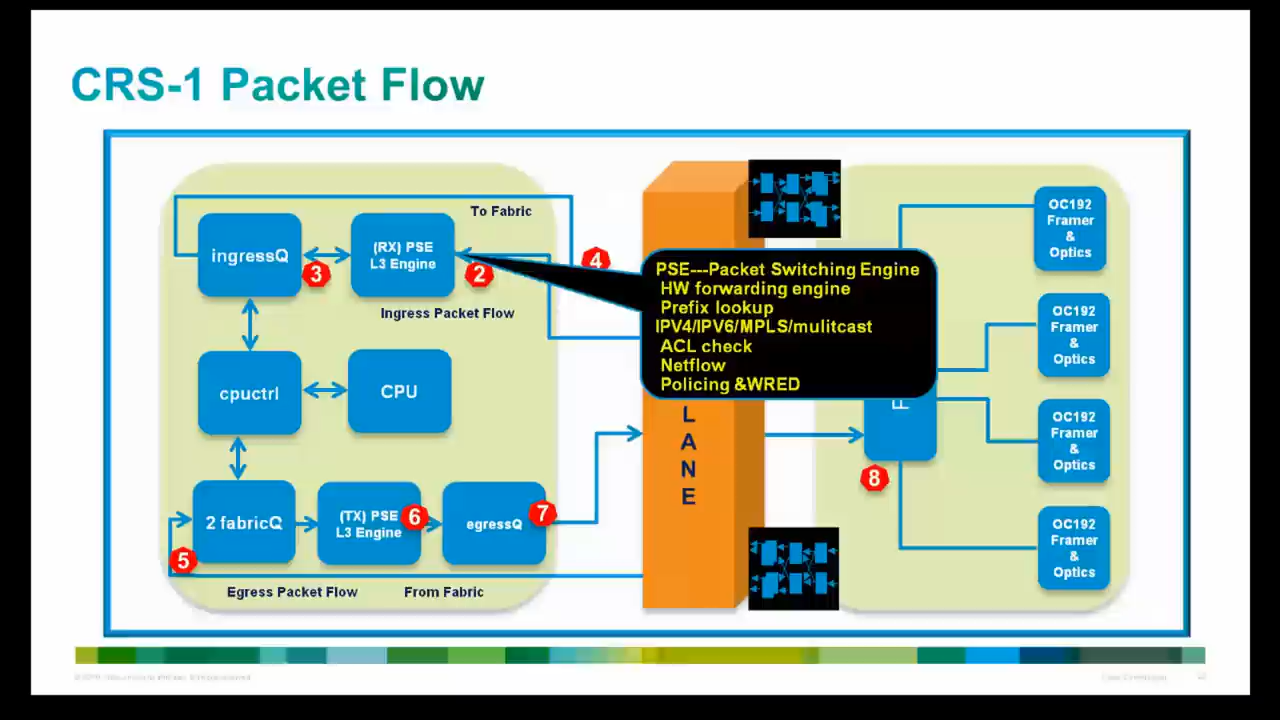 CRS-1 Packet Flow
To Fabric
ingressQ
(RX) PSE
L3 Engine
3
2
4
Ingress Packet Flow
PSE---Packet Switching Engine
HW forwarding engine
Prefix lookup
IPV4/IPV6/MPLS/mulitcast
ACL check
Netflow
Policing &WRED
cpuctrl
CPU
L
A
N
E
2 fabricQ
(TX) PSE
L3 Engine
egressQ
5
6
7
8
Egress Packet Flow
From Fabric
OC192
Framer
&
Optics
OC192
Framer
&
Optics
OC192
Framer
&
Optics
OC192
Framer
&
Optics